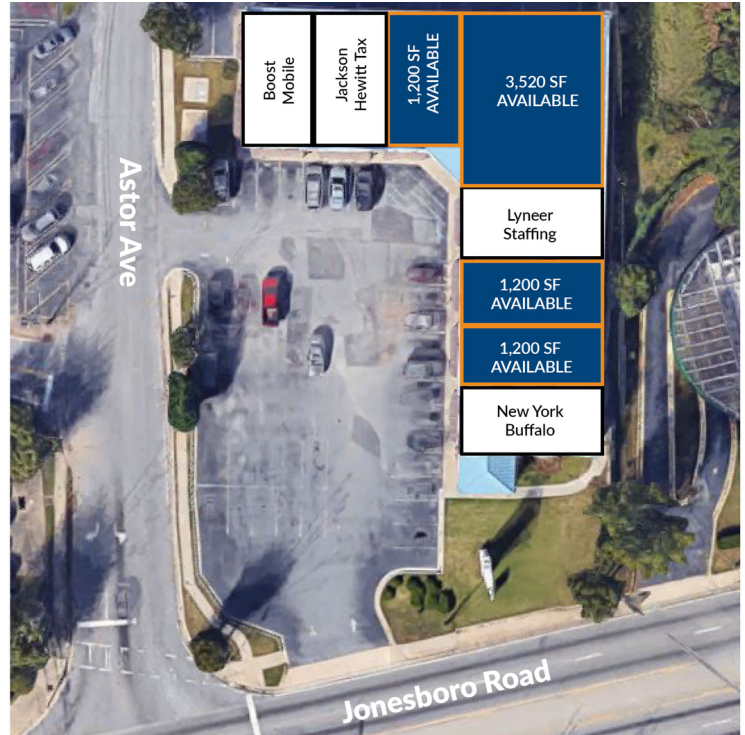 Boost
Mobile
Jackson
Hewitt Tax
1,200 SF
AVAILABLE
3,520 SF
AVAILABLE
Lyneer
Staffing
1,200 SF
AVAILABLE
1,200 SF
AVAILABLE
New York
Buffalo
Astor Ave
Jonesboro Road